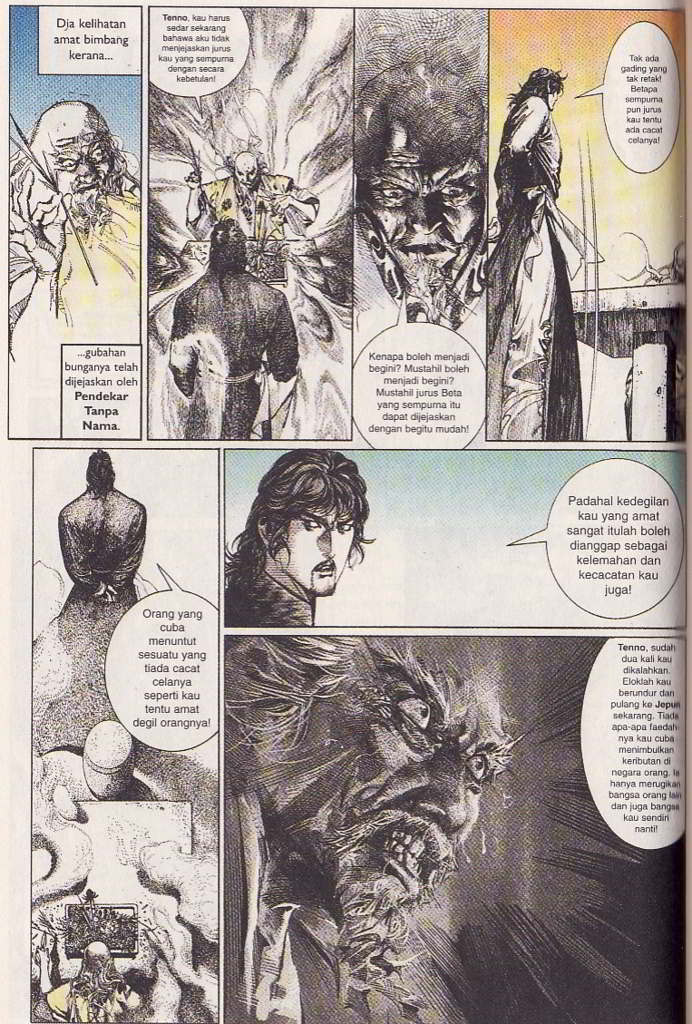 Dja kelihatan
amat bimbang
kerana...
...gubahan
bunganya telah
dijejaskan oleh
Pendekar
Tanpa
Nama.
Tenno, kau harus
sedar sekarang
bahawa aku tidak
menjejaskan jurus
kau yang sempurna
dengan secara
kebetulan!
Kenapa boleh menjadi
begini? Mustahil boleh
menjadi begini?
Mustahil jurus Beta
yang sempurna itu
dapat dijejaskan
dengan begitu mudah!
Tak ada
gading yang
tak retak!
Betapa
sempurna
pun jurus
kau tentu
ada cacat
celanya!
Orang yang
cuba
menuntut
sesuatu yang
tiada cacat
celanya
seperti kau
tentu amat
degil orangnya!
Padahal kedegilan
kau yang amat
sangat itulah boleh
dianggap sebagai
kelemahan dan
kecacatan kau
juga!
Tenno, sudah
dua kali kau
dikalahkan.
Eloklah kau
berundur dan
pulang ke Jepun
sekarang. Tiada
apa-apa faedah-
nya kau cuba
menimbulkan
keributan di
negara orang. Ia
hanya merugikan
bangsa orang lain
dan juga bangsa
kau sendiri
nanti!